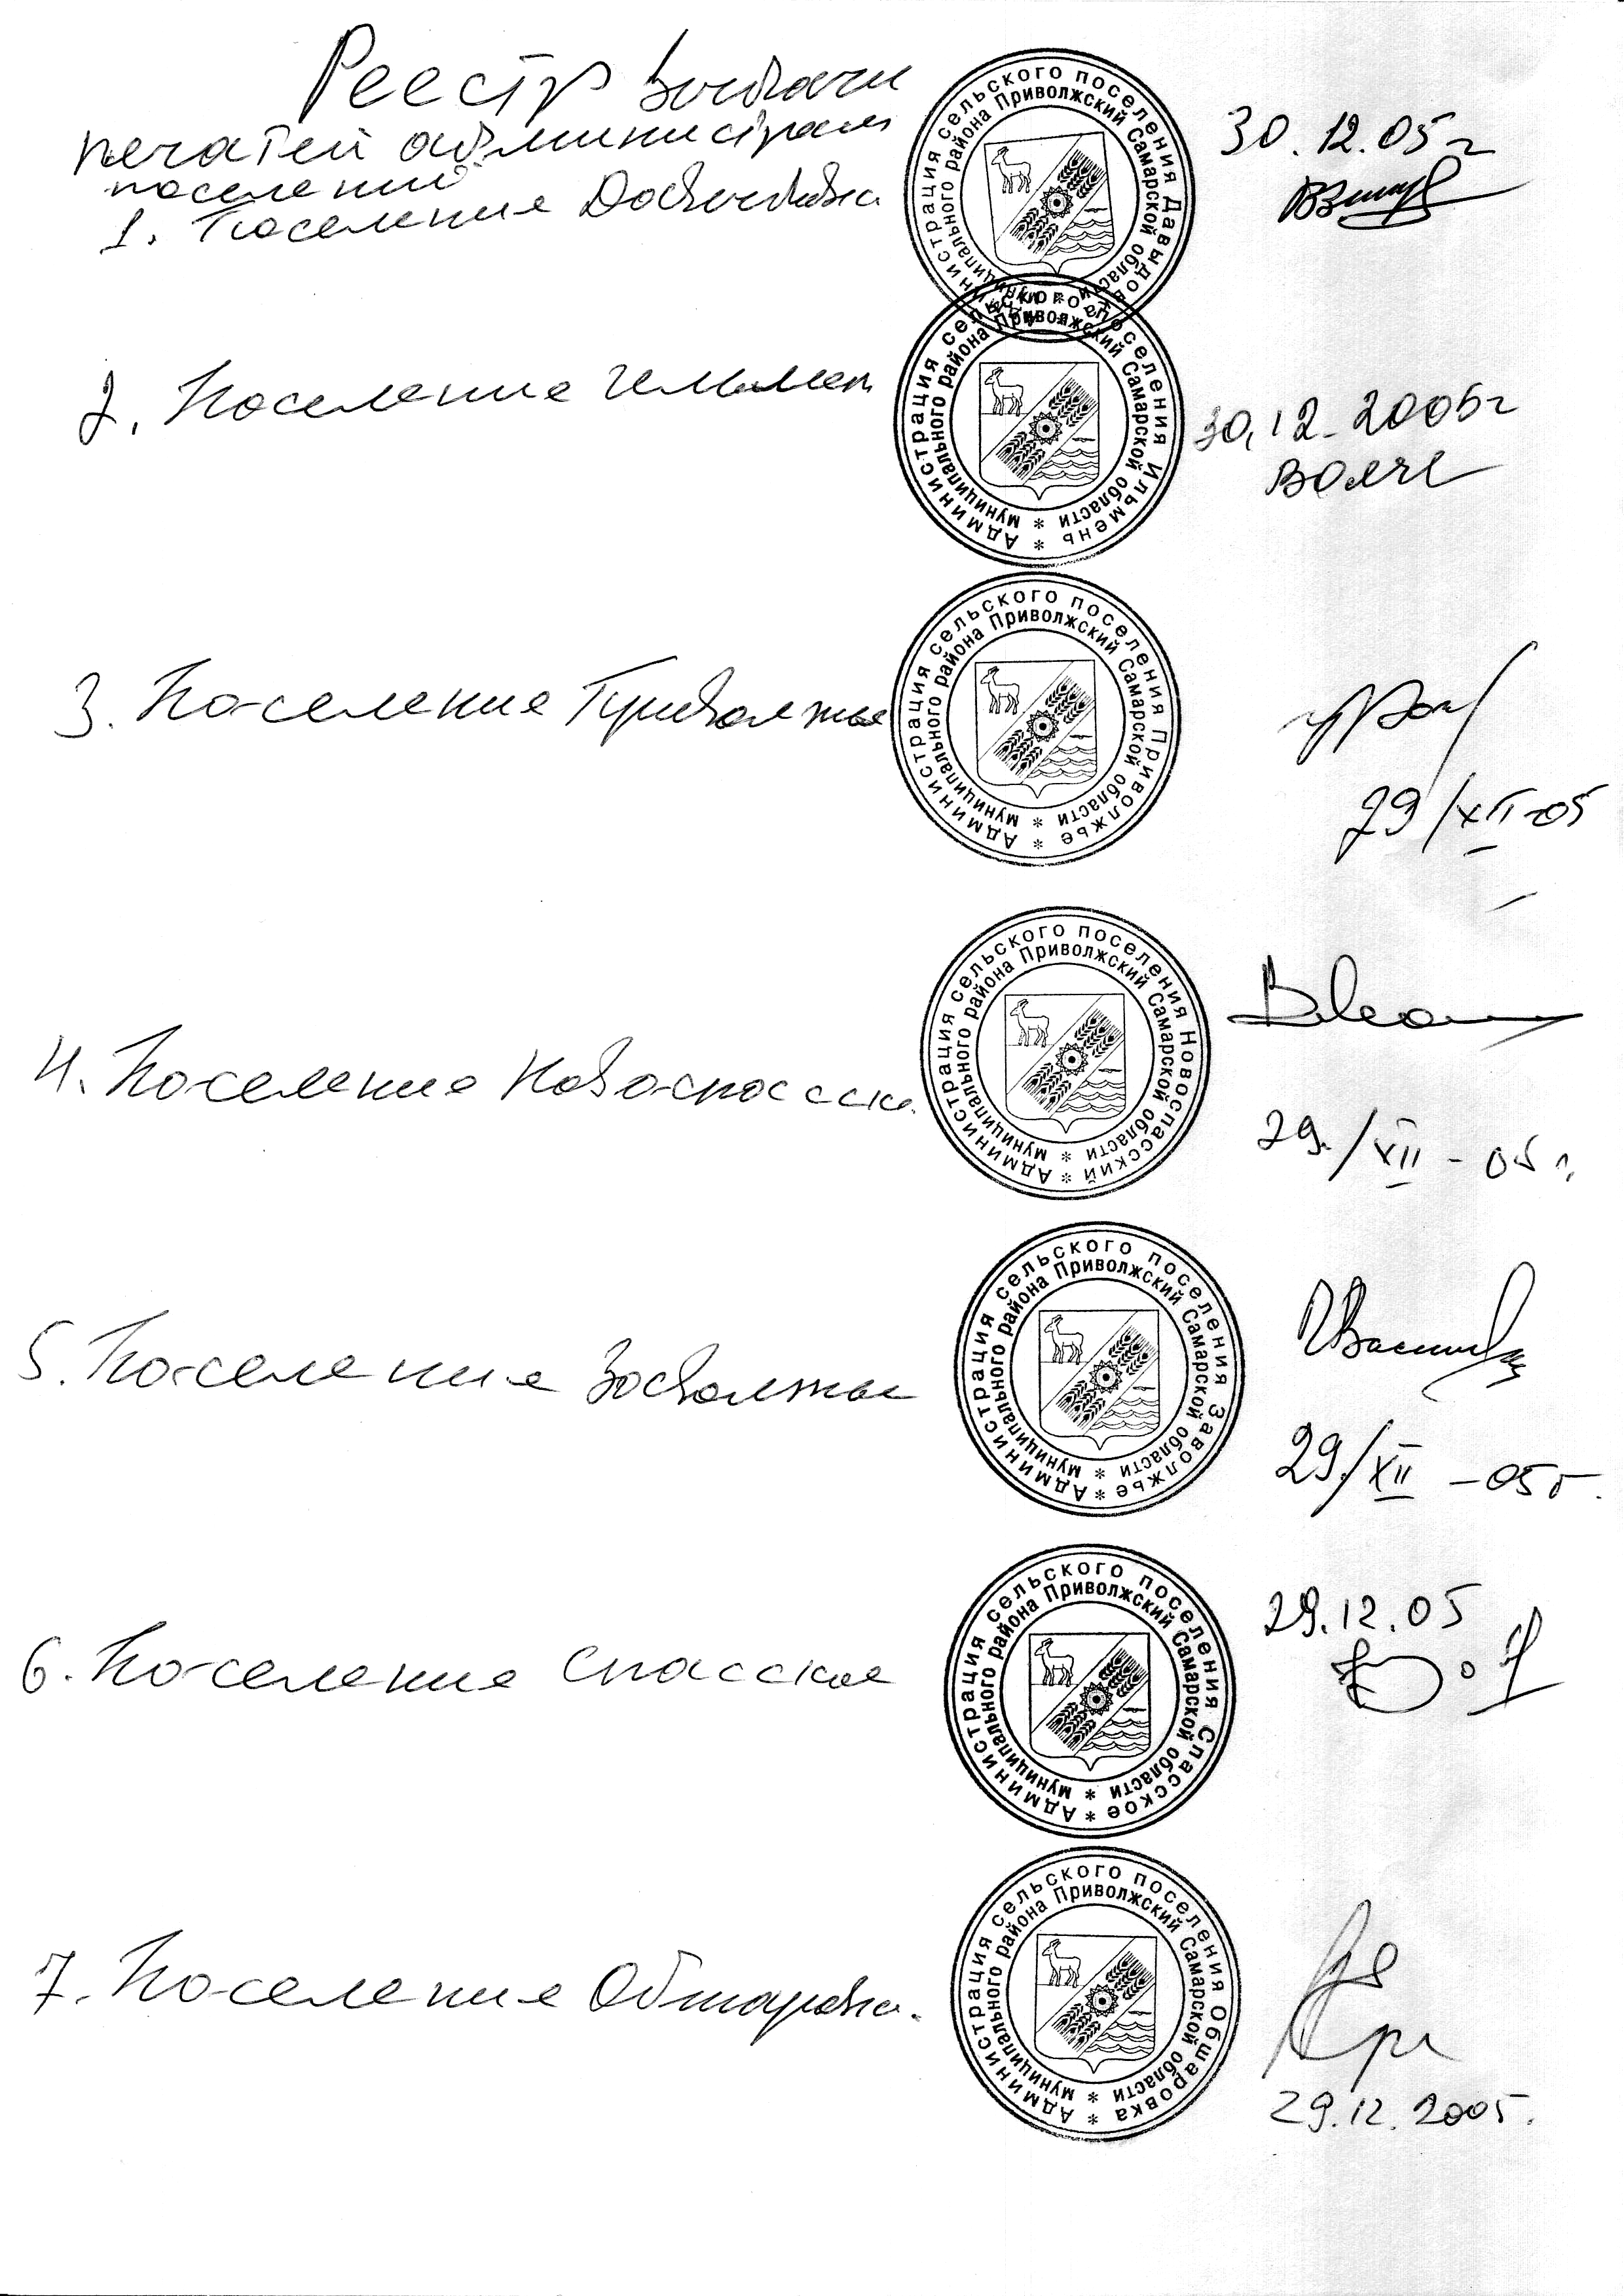 Реестр выдачи
печатей администрации
поселений
1. Поселение Давыдовка
Администрация сельского поселения Давыдовка
муниципального района Приволжский Самарской области
30.12.05г
2. Поселение Ильмень
Администрация сельского поселения Ильмень
муниципального района Приволжский Самарской области
30.12.2005г
3. Поселение Приволжье
Администрация сельского поселения Приволжье
муниципального района Приволжский Самарской области
29/XII-05
4. Поселение Новоспасск.
Администрация сельского поселения Новоспасский
муниципального района Приволжский Самарской области
29./XII-05г.
5. Поселение Заволжье
Администрация сельского поселения Заволжье
муниципального района Приволжский Самарской области
29/XII-05г.
6. Поселение Спасское
Администрация сельского поселения Спасское
муниципального района Приволжский Самарской области
29.12.05
7. Поселение Обшаровка.
Администрация сельского поселения Обшаровка
муниципального района Приволжский Самарской области
29.12.2005.